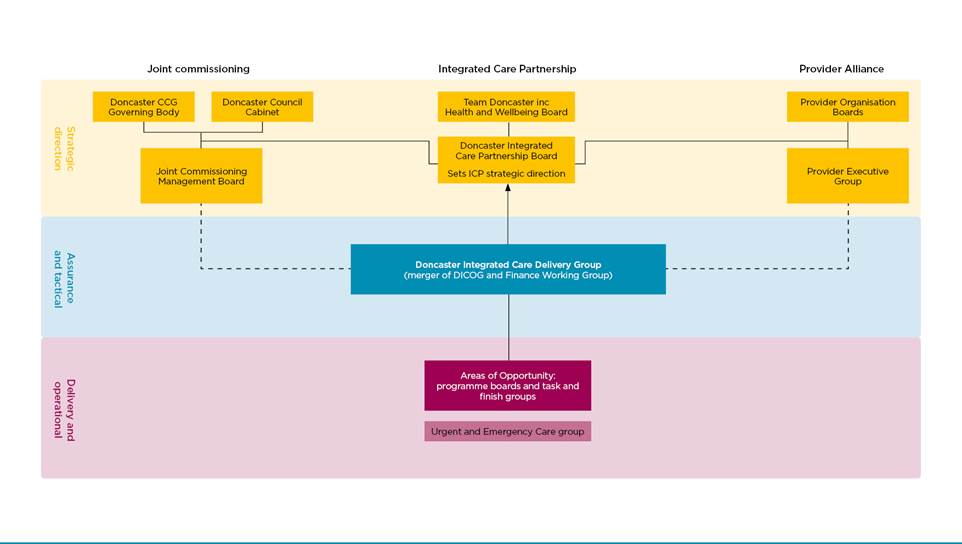 Joint commissioning
Integrated Care Partnership
Provider Alliance
Strategic
direction
Doncaster CCG
Governing Body
Doncaster Council
Cabinet
Team Doncaster inc
Health and Wellbeing Board
Provider Organisation
Boards
Joint Commissioning
Management Board
Doncaster Integrated
Care Partnership Board
Sets ICP strategic direction
Provider Executive
Group
Assurance
and tactical
Doncaster Integrated Care Delivery Group
(merger of DICOG and Finance Working Group)
Delivery and
operational
Areas of Opportunity:
programme boards and task and
finish groups
Urgent and Emergency Care group